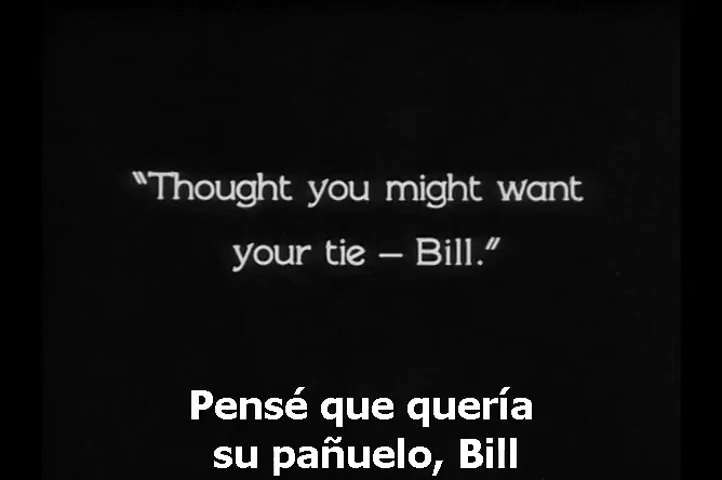 "Thought you might want
your tie – Bill."
Pensé que quería
su pañuelo, Bill